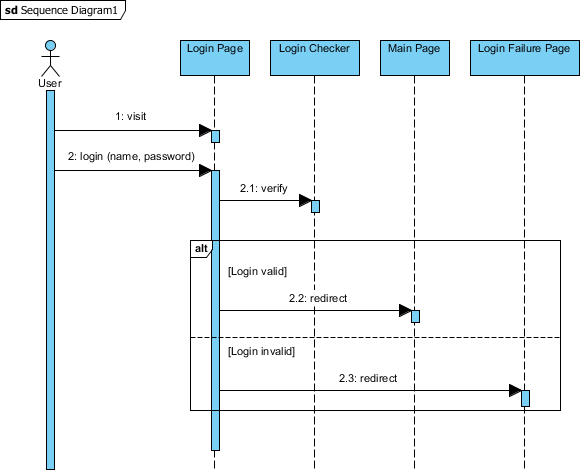 sd Sequence Diagram1
Login Page
Login Checker
Main Page
Login Failure Page
User
1: visit
2: login (name, password)
2.1: verify
alt
[Login valid]
2.2: redirect
[Login invalid]
2.3: redirect